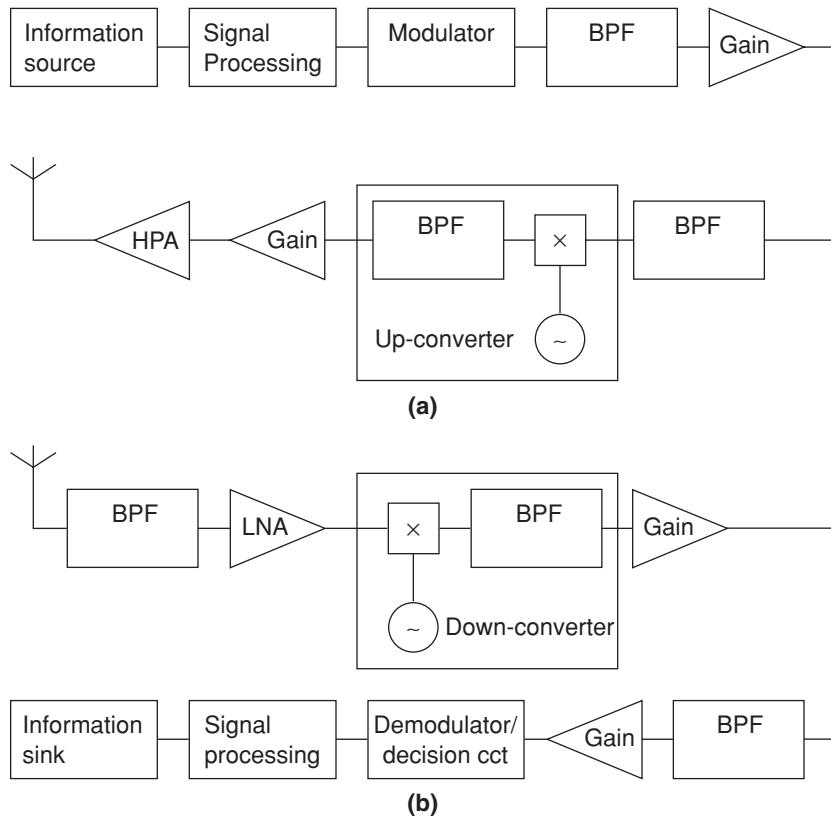 Information
source
Signal
Processing
Modulator
BPF
Gain
HPA
Gain
BPF
×
BPF
~
Up-converter
(a)
BPF
LNA
×
BPF
Gain
~
Down-converter
Information
sink
Signal
processing
Demodulator/
decision cct
Gain
BPF
(b)